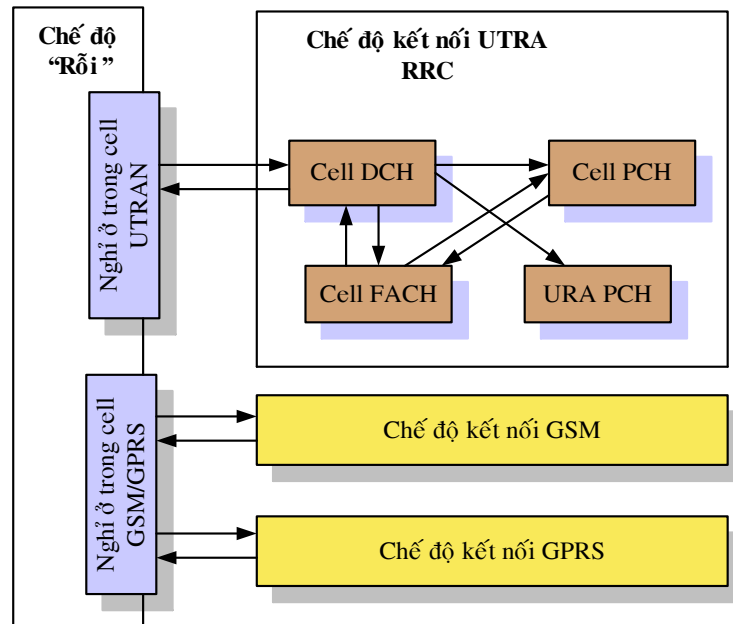 Chế độ
“Rỗi”
Chế độ kết nối UTRA
RRC
Nghỉ ở trong cell
UTRAN
Cell DCH
Cell PCH
Cell FACH
URA PCH
Nghỉ ở trong cell
GSM/GPRS
Chế độ kết nối GSM
Chế độ kết nối GPRS